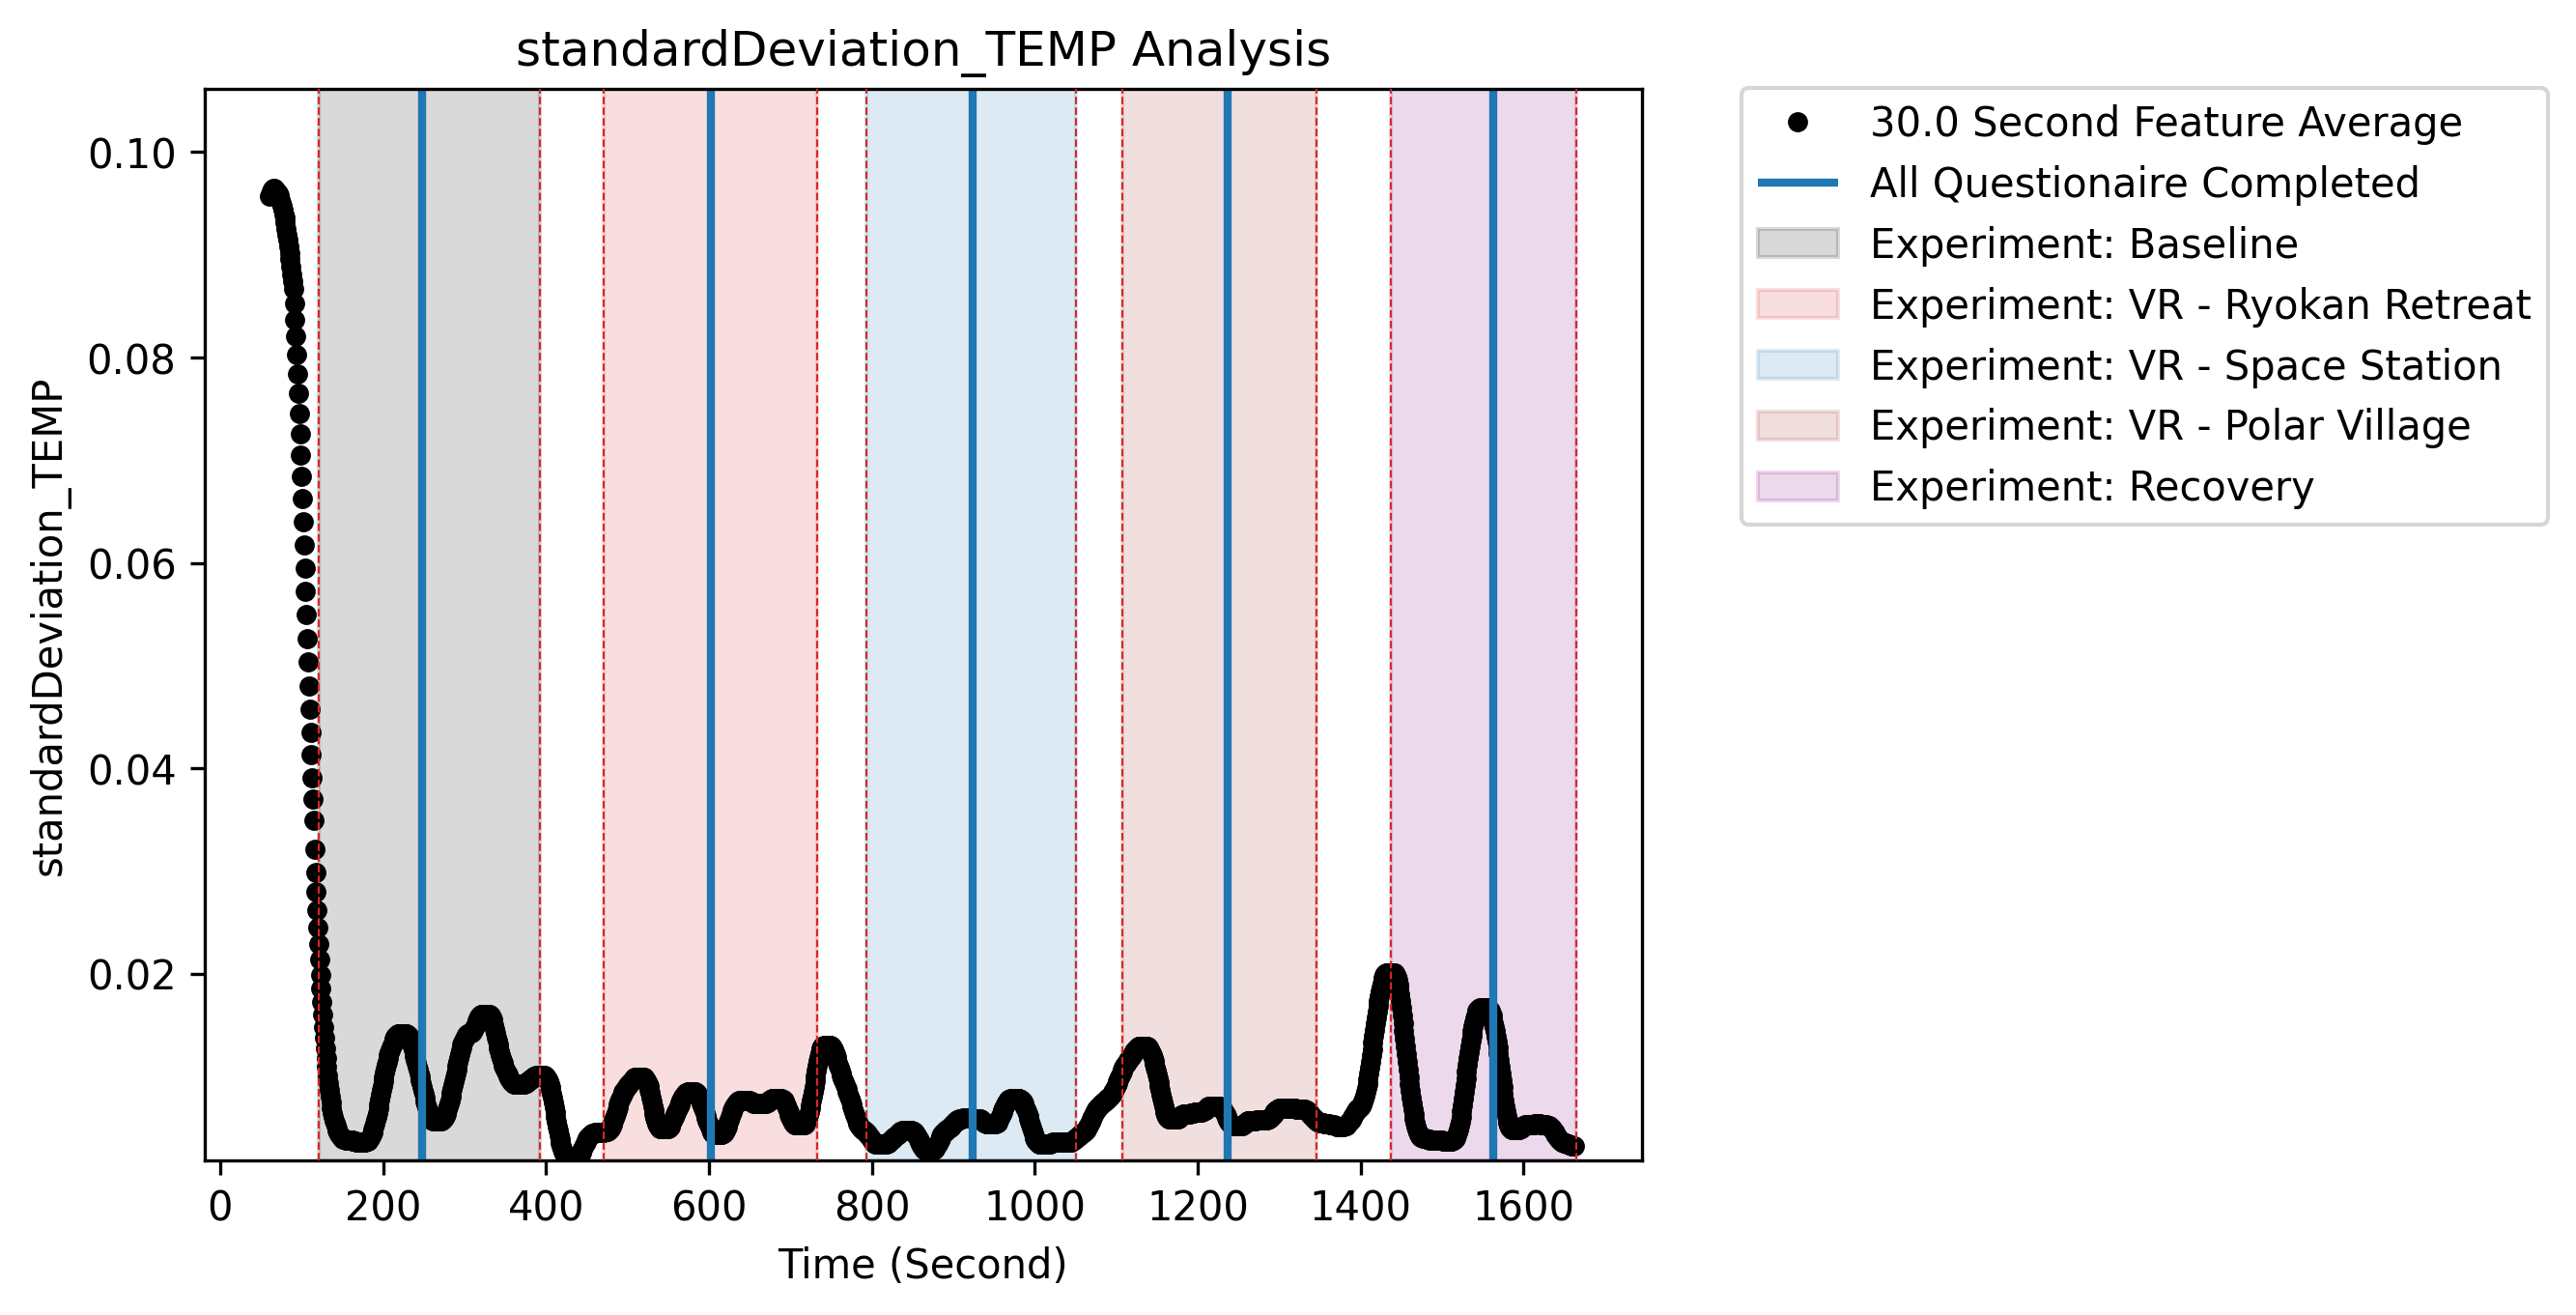 standardDeviation_TEMP Analysis
standardDeviation_TEMP
0.10
0.08
0.06
0.04
0.02
0 200 400 600 800 1000 1200 1400 1600
Time (Second)
30.0 Second Feature Average
All Questionaire Completed
Experiment: Baseline
Experiment: VR - Ryokan Retreat
Experiment: VR - Space Station
Experiment: VR - Polar Village
Experiment: Recovery